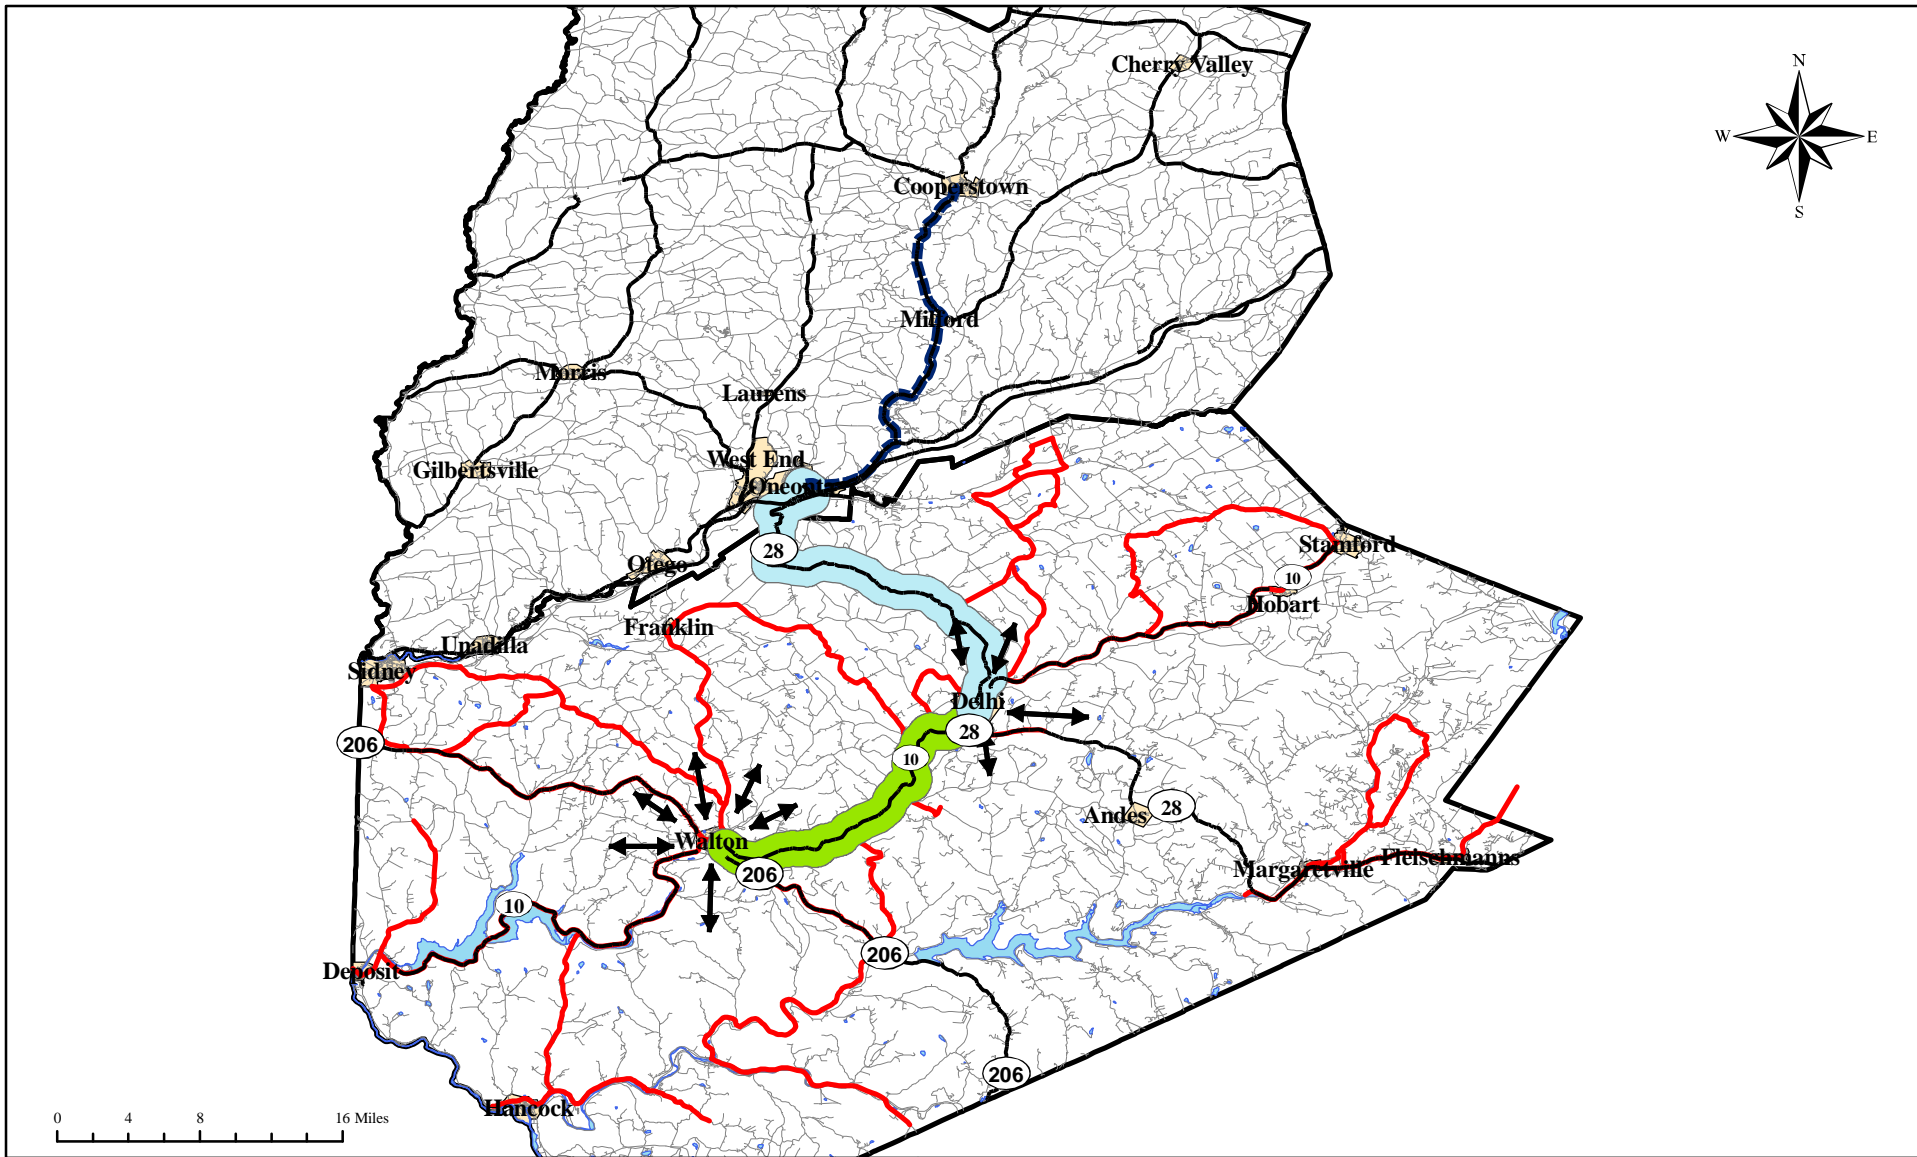 Cherry Valley
N
W
E
S
Cooperstown
Milford
Morris
Laurens
West End
Gilbertsville
Oneonta
28
Stamford
Otego
10
Hobart
Franklin
Unadilla
Sidney
Delhi
28
206
10
Andes
28
Walton
Fleischmanns
Margaretville
206
10
206
Deposit
206
Hancock
0 4 8 16 Miles